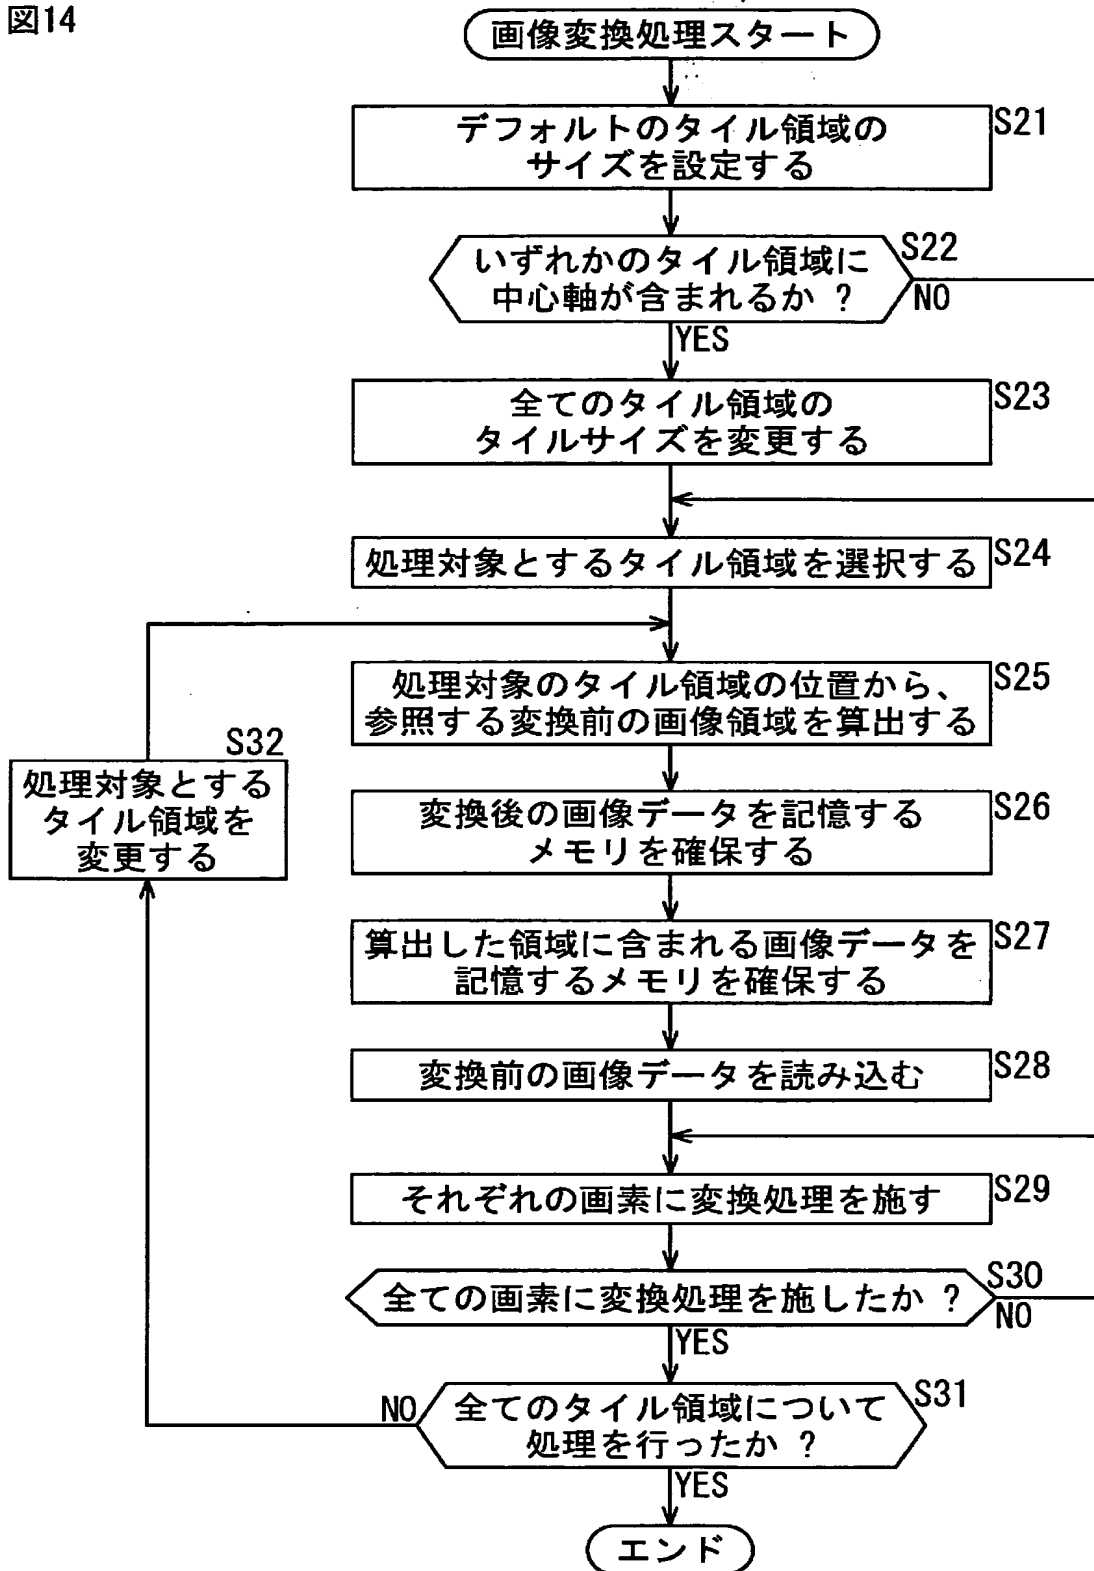 図14
画像変換処理スタート
デフォルトのタイル領域の
サイズを設定する
S21
いずれかのタイル領域に
中心軸が含まれるか ?
S22
NO
YES
全てのタイル領域の
タイルサイズを変更する
S23
処理対象とするタイル領域を選択する
S24
処理対象のタイル領域の位置から、
参照する変換前の画像領域を算出する
S25
S32
処理対象とする
タイル領域を
変更する
変換後の画像データを記憶する
メモリを確保する
S26
算出した領域に含まれる画像データを
記憶するメモリを確保する
S27
変換前の画像データを読み込む
S28
それぞれの画素に変換処理を施す
S29
全ての画素に変換処理を施したか ?
S30
NO
YES
NO
全てのタイル領域について
処理を行ったか ?
S31
YES
エンド